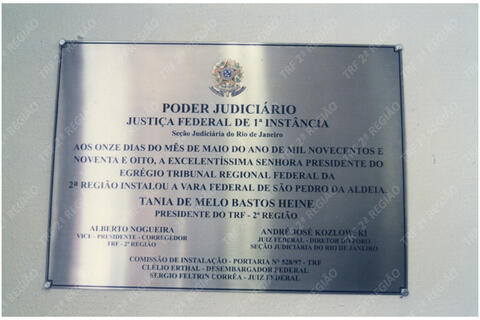 PODER JUDICIÁRIO
JUSTIÇA FEDERAL DE 1ª INSTÂNCIA
Seção Judiciária do Rio de Janeiro
AOS ONZE DIAS DO MÊS DE MAIO DO ANO DE MIL NOVECENTOS E
NOVENTA E OITO, A EXCELENTÍSSIMA SENHORA PRESIDENTE DO
EGRÉGIO TRIBUNAL REGIONAL FEDERAL DA
2ª REGIÃO INSTALOU A VARA FEDERAL DE SÃO PEDRO DA ALDEIA.
TANIA DE MELO BASTOS HEINE
PRESIDENTE DO TRF - 2ª REGIÃO
ALBERTO NOGUEIRA ANDRÉ JOSÉ KOZLOWSKI
VICE - PRESIDENTE - CORREGEDOR JUIZ FEDERAL - DIRETOR DO FORO
TRF - 2ª REGIÃO SEÇÃO JUDICIÁRIA DO RIO DE JANEIRO
COMISSÃO DE INSTALAÇÃO - PORTARIA Nº 528/97 - TRF
CLÉLIO ERTHAL - DESEMBARGADOR FEDERAL
SERGIO FELTRIN CORRÊA - JUIZ FEDERAL
TRF 2ª REGIÃO